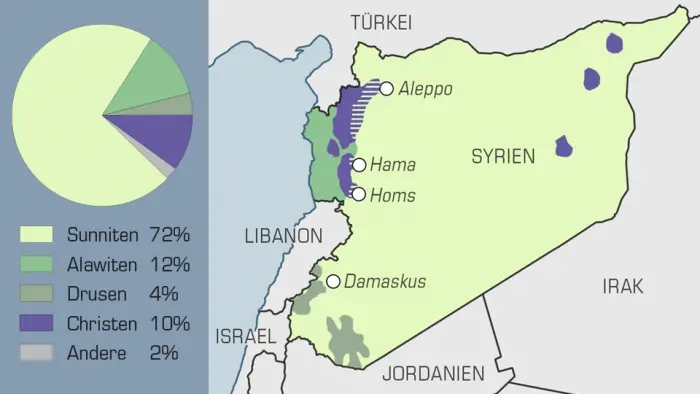 Sunniten 72%
Alawiten 12%
Drusen 4%
Christen 10%
Andere 2%
TÜRKEI
Aleppo
SYRIEN
Hama
Homs
LIBANON
Damaskus
IRAK
ISRAEL
JORDANIEN